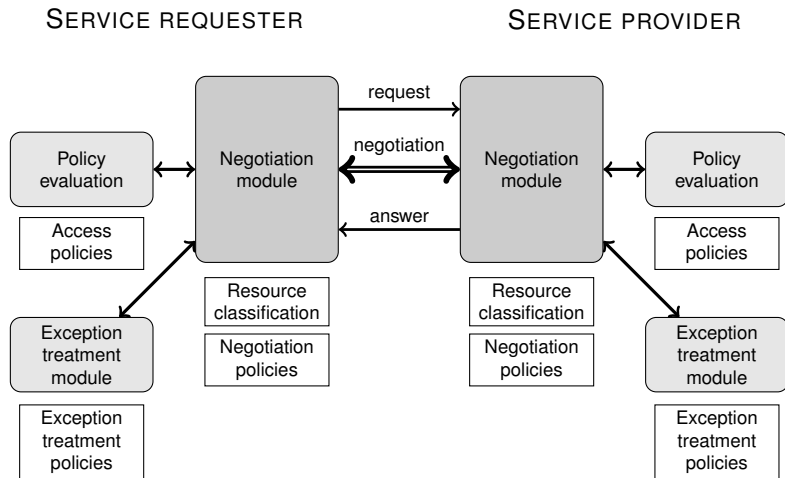 SERVICE REQUESTER
SERVICE PROVIDER
request
negotiation
answer
Policy
evaluation
Negotiation
module
Negotiation
module
Policy
evaluation
Access
policies
Access
policies
Resource
classification
Resource
classification
Negotiation
policies
Negotiation
policies
Exception
treatment
module
Exception
treatment
module
Exception
treatment
policies
Exception
treatment
policies